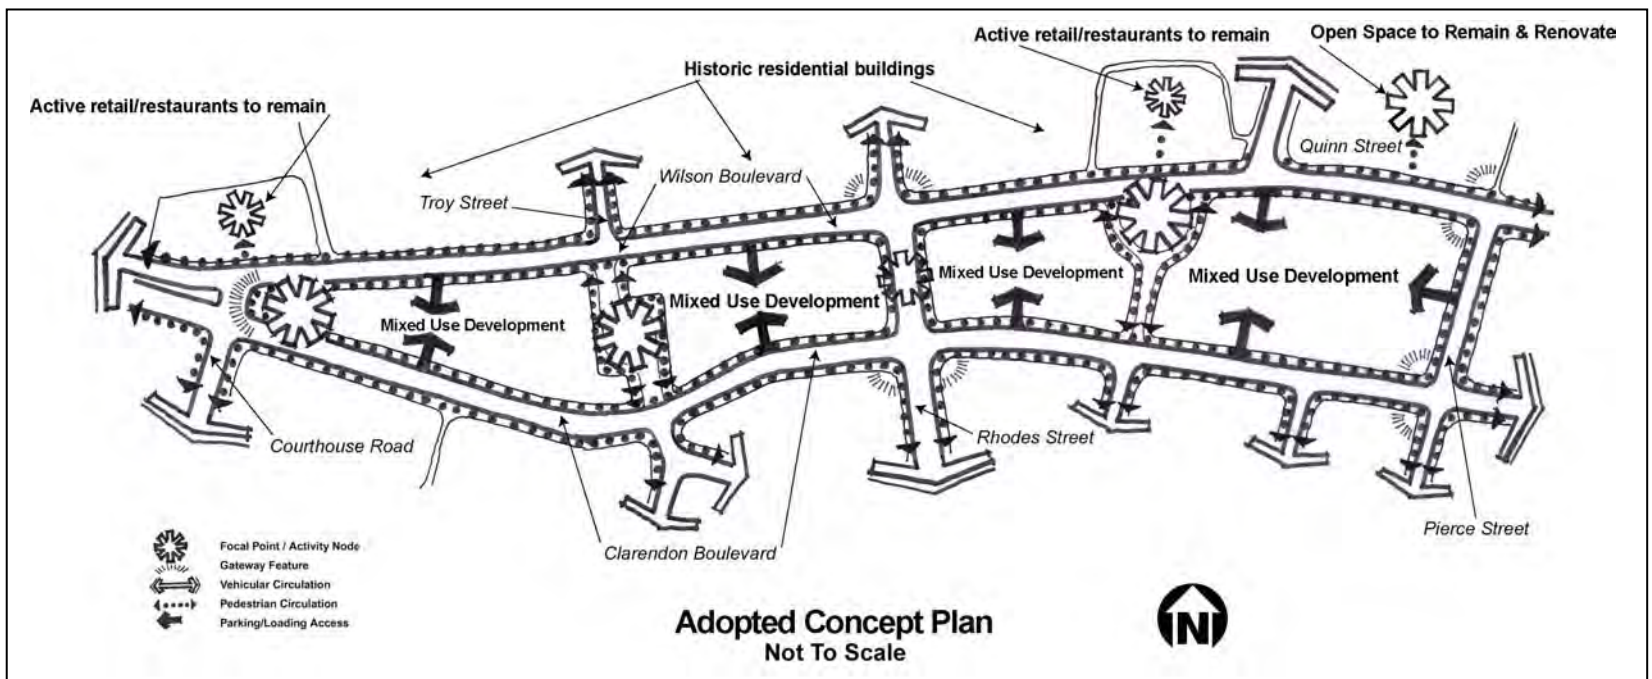 Active retail/restaurants to remain
Open Space to Remain & Renovate
Historic residential buildings
Active retail/restaurants to remain
Quinn Street
Wilson Boulevard
Troy Street
Mixed Use Development
Mixed Use Development
Mixed Use Development
Mixed Use Development
Courthouse Road
Rhodes Street
Pierce Street
Clarendon Boulevard
Focal Point / Activity Node
Gateway Feature
Vehicular Circulation
Pedestrian Circulation
Parking/Loading Access
Adopted Concept Plan
Not To Scale
N